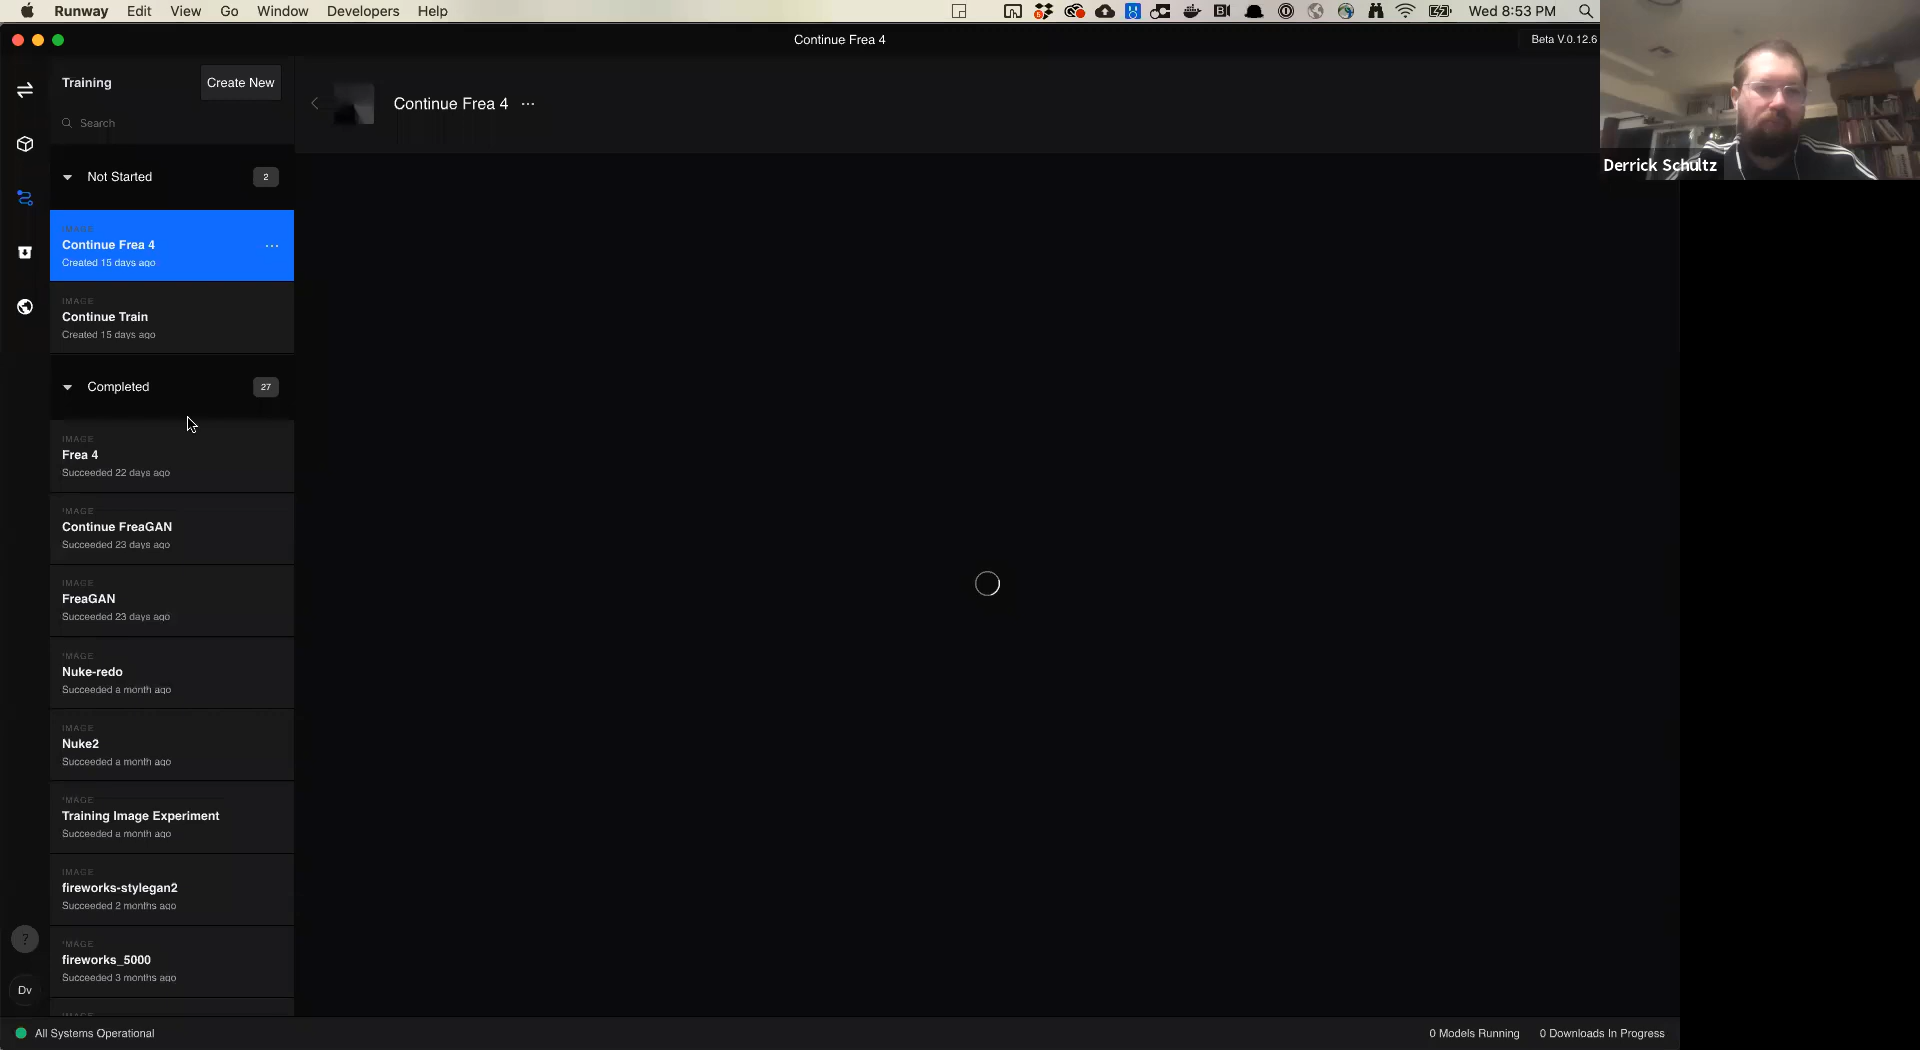 Runway File Edit View Go Window Developers Help
Wed 8:53 PM
Continue Frea 4
Beta V.0.12.6
Training
Create New
Search
Continue Frea 4 ...
Derrick Schultz
Not Started
2
IMAGE
Continue Frea 4
...
Created 15 days ago
IMAGE
Continue Train
Created 15 days ago
Completed
27
IMAGE
Frea 4
Succeeded 22 days ago
IMAGE
Continue FreaGAN
Succeeded 23 days ago
IMAGE
FreaGAN
Succeeded 23 days ago
IMAGE
Nuke-redo
Succeeded a month ago
IMAGE
Nuke2
Succeeded a month ago
IMAGE
Training Image Experiment
Succeeded a month ago
IMAGE
fireworks-stylegan2
Succeeded 2 months ago
IMAGE
fireworks_5000
Succeeded 3 months ago
IMAGE
?
Dv
All Systems Operational
0 Models Running
0 Downloads In Progress